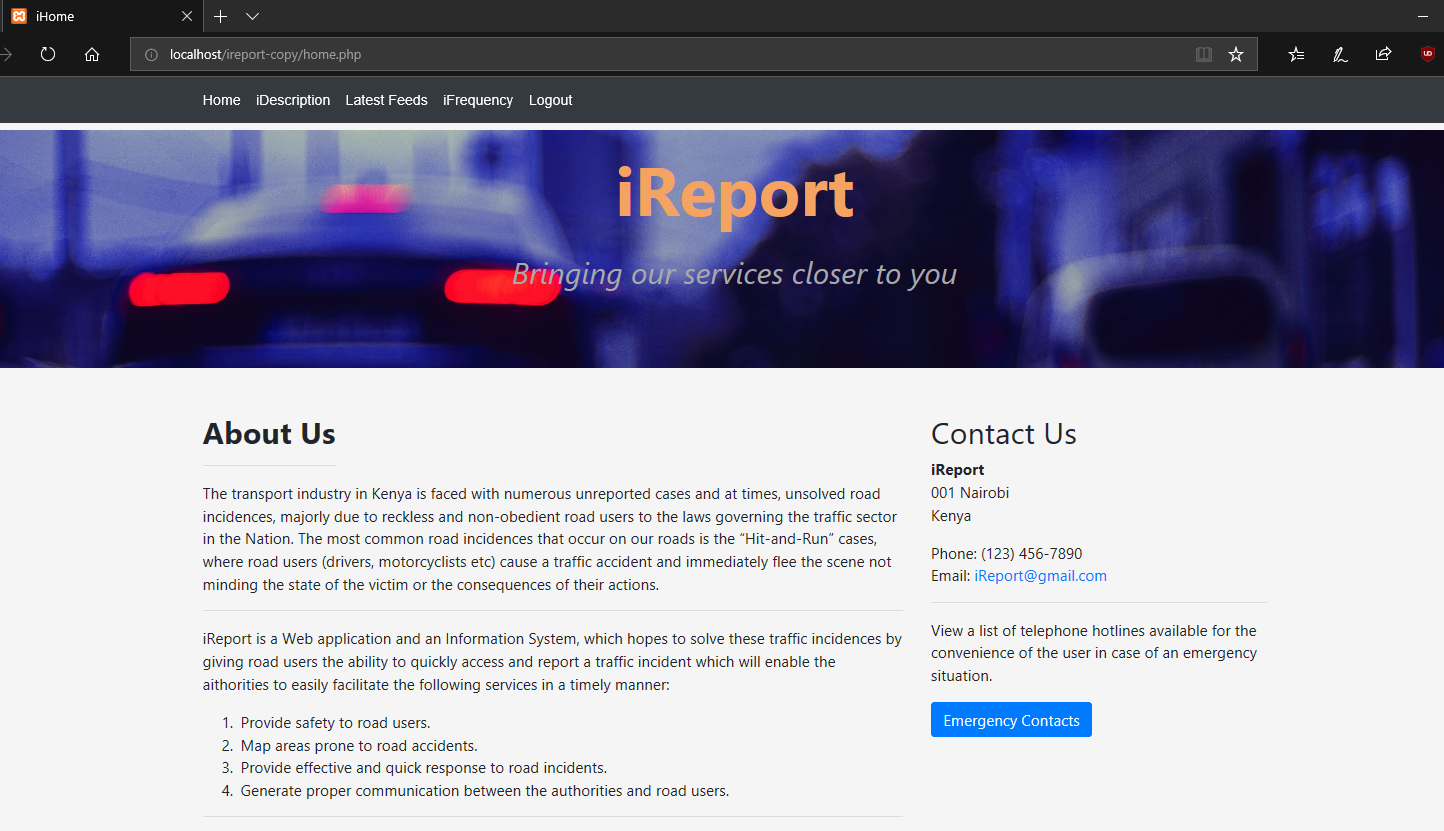 iHome
localhost/ireport-copy/home.php
Home iDescription Latest Feeds iFrequency Logout
iReport
Bringing our services closer to you
About Us
The transport industry in Kenya is faced with numerous unreported cases and at times, unsolved road
incidences, majorly due to reckless and non-obedient road users to the laws governing the traffic sector
in the Nation. The most common road incidences that occur on our roads is the “Hit-and-Run” cases,
where road users (drivers, motorcyclists etc) cause a traffic accident and immediately flee the scene not
minding the state of the victim or the consequences of their actions.
iReport is a Web application and an Information System, which hopes to solve these traffic incidences by
giving road users the ability to quickly access and report a traffic incident which will enable the
aithorities to easily facilitate the following services in a timely manner:
1. Provide safety to road users.
2. Map areas prone to road accidents.
3. Provide effective and quick response to road incidents.
4. Generate proper communication between the authorities and road users.
Contact Us
iReport
001 Nairobi
Kenya
Phone: (123) 456-7890
Email: iReport@gmail.com
View a list of telephone hotlines available for the
convenience of the user in case of an emergency
situation.
Emergency Contacts